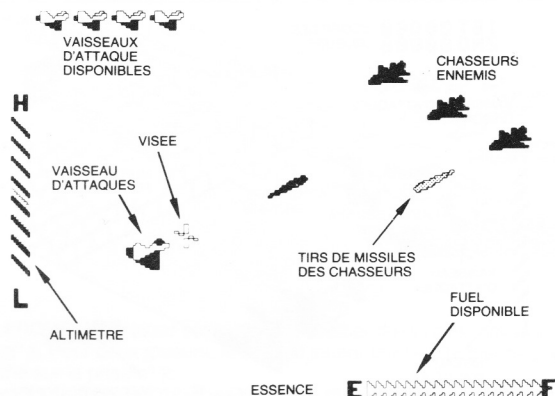 VAISSEAUX
D'ATTAQUE
DISPONIBLES
CHASSEURS
ENNEMIS
H
VISEE
VAISSEAU
D'ATTAQUES
TIRS DE MISSILES
DES CHASSEURS
L
ALTIMETRE
FUEL
DISPONIBLE
ESSENCE E F